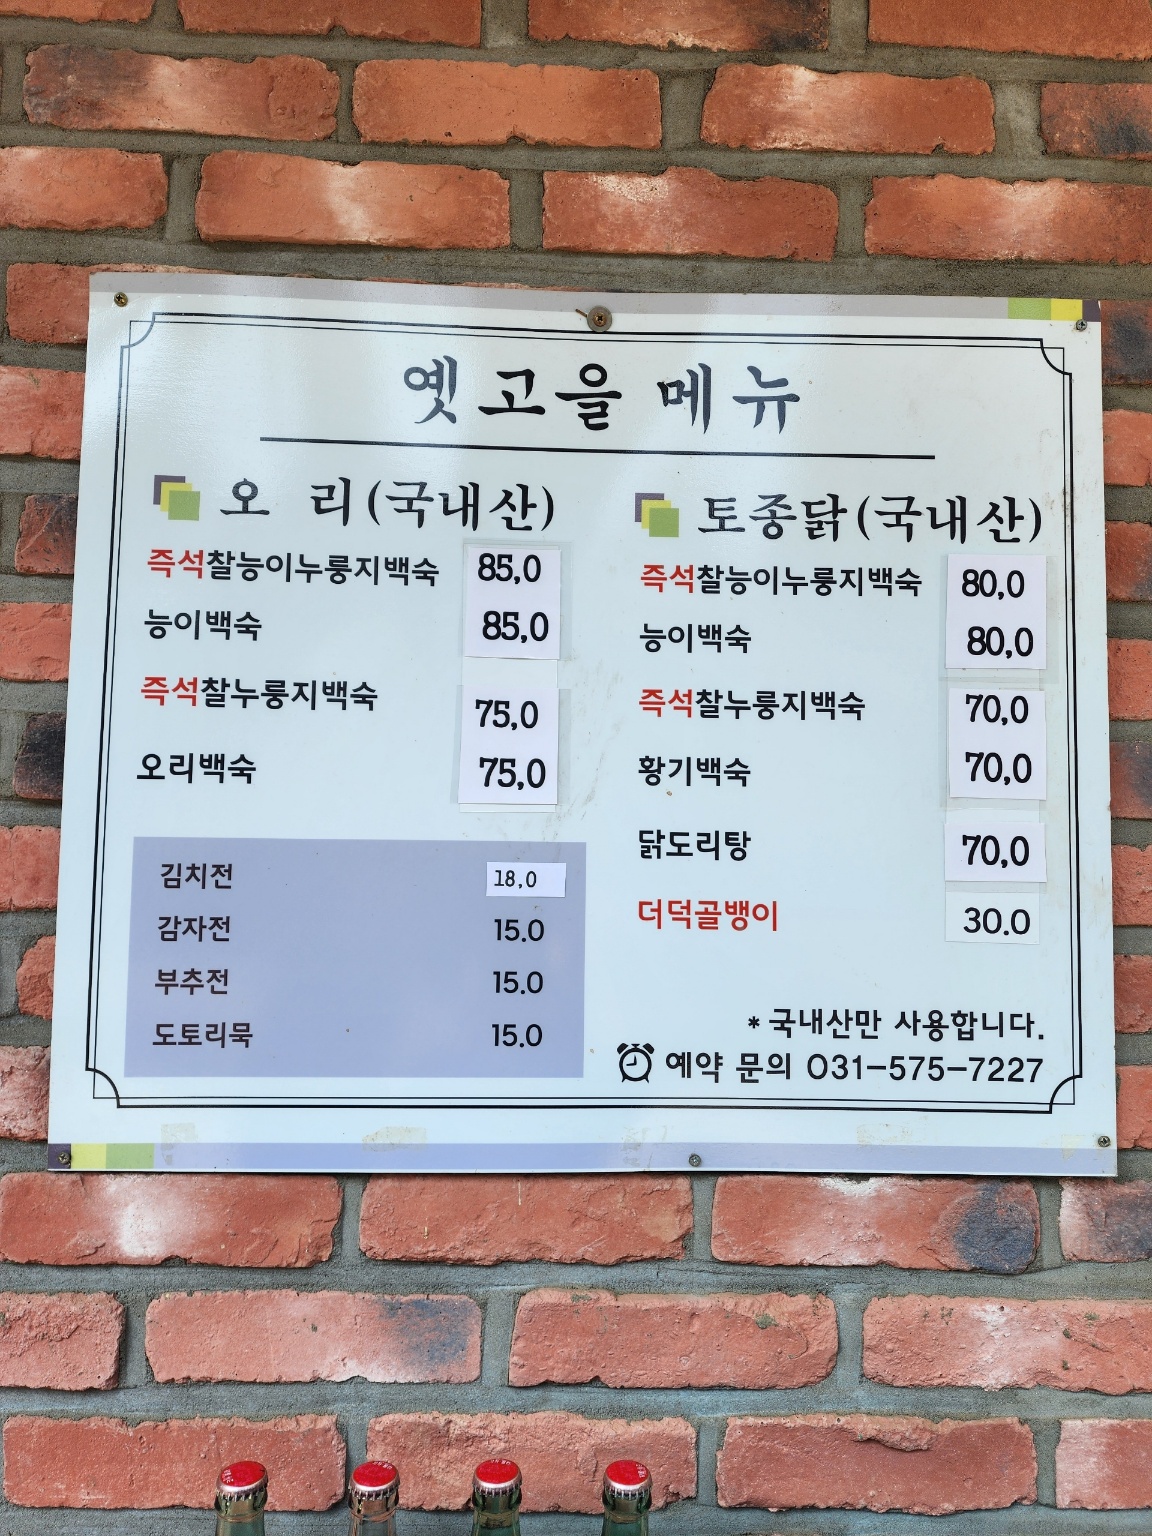 옛고을 메뉴
오 리(국내산)
즉석찰능이누룽지백숙 85,0
능이백숙 85,0
즉석찰누룽지백숙 75,0
오리백숙 75,0
김치전 18,0
감자전 15.0
부추전 15.0
도토리묵 15.0
토종닭(국내산)
즉석찰능이누룽지백숙 80,0
능이백숙 80,0
즉석찰누룽지백숙 70,0
황기백숙 70,0
닭도리탕 70,0
더덕골뱅이 30.0
* 국내산만 사용합니다.
예약 문의 031-575-7227